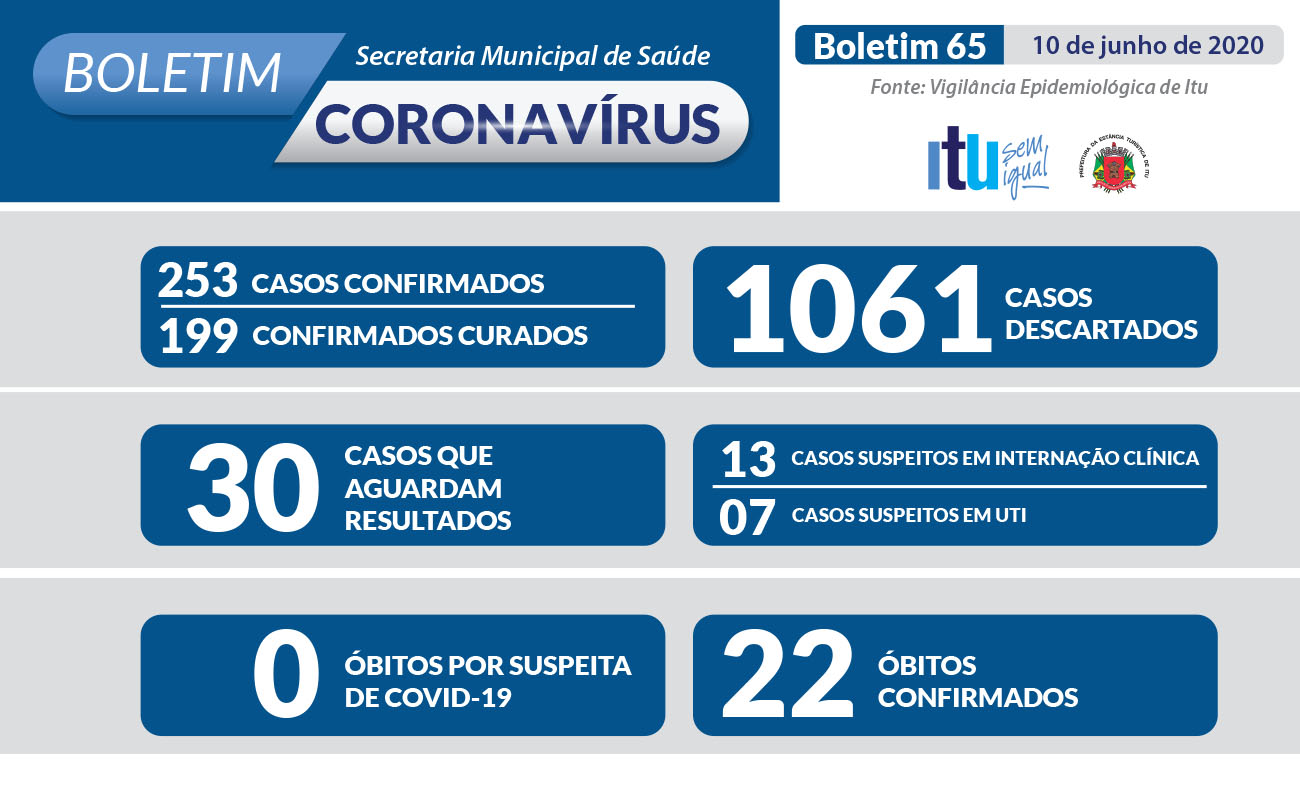 BOLETIM
Secretaria Municipal de Saúde
CORONAVÍRUS
Boletim 65
10 de junho de 2020
Fonte: Vigilância Epidemiológica de Itu
itu
sem
igual
PREFEITURA DA ESTÂNCIA TURÍSTICA DE ITU
253 CASOS CONFIRMADOS
199 CONFIRMADOS CURADOS
1061 CASOS
DESCARTADOS
30 CASOS QUE
AGUARDAM
RESULTADOS
13 CASOS SUSPEITOS EM INTERNAÇÃO CLÍNICA
07 CASOS SUSPEITOS EM UTI
0 ÓBITOS POR SUSPEITA
DE COVID-19
22 ÓBITOS
CONFIRMADOS